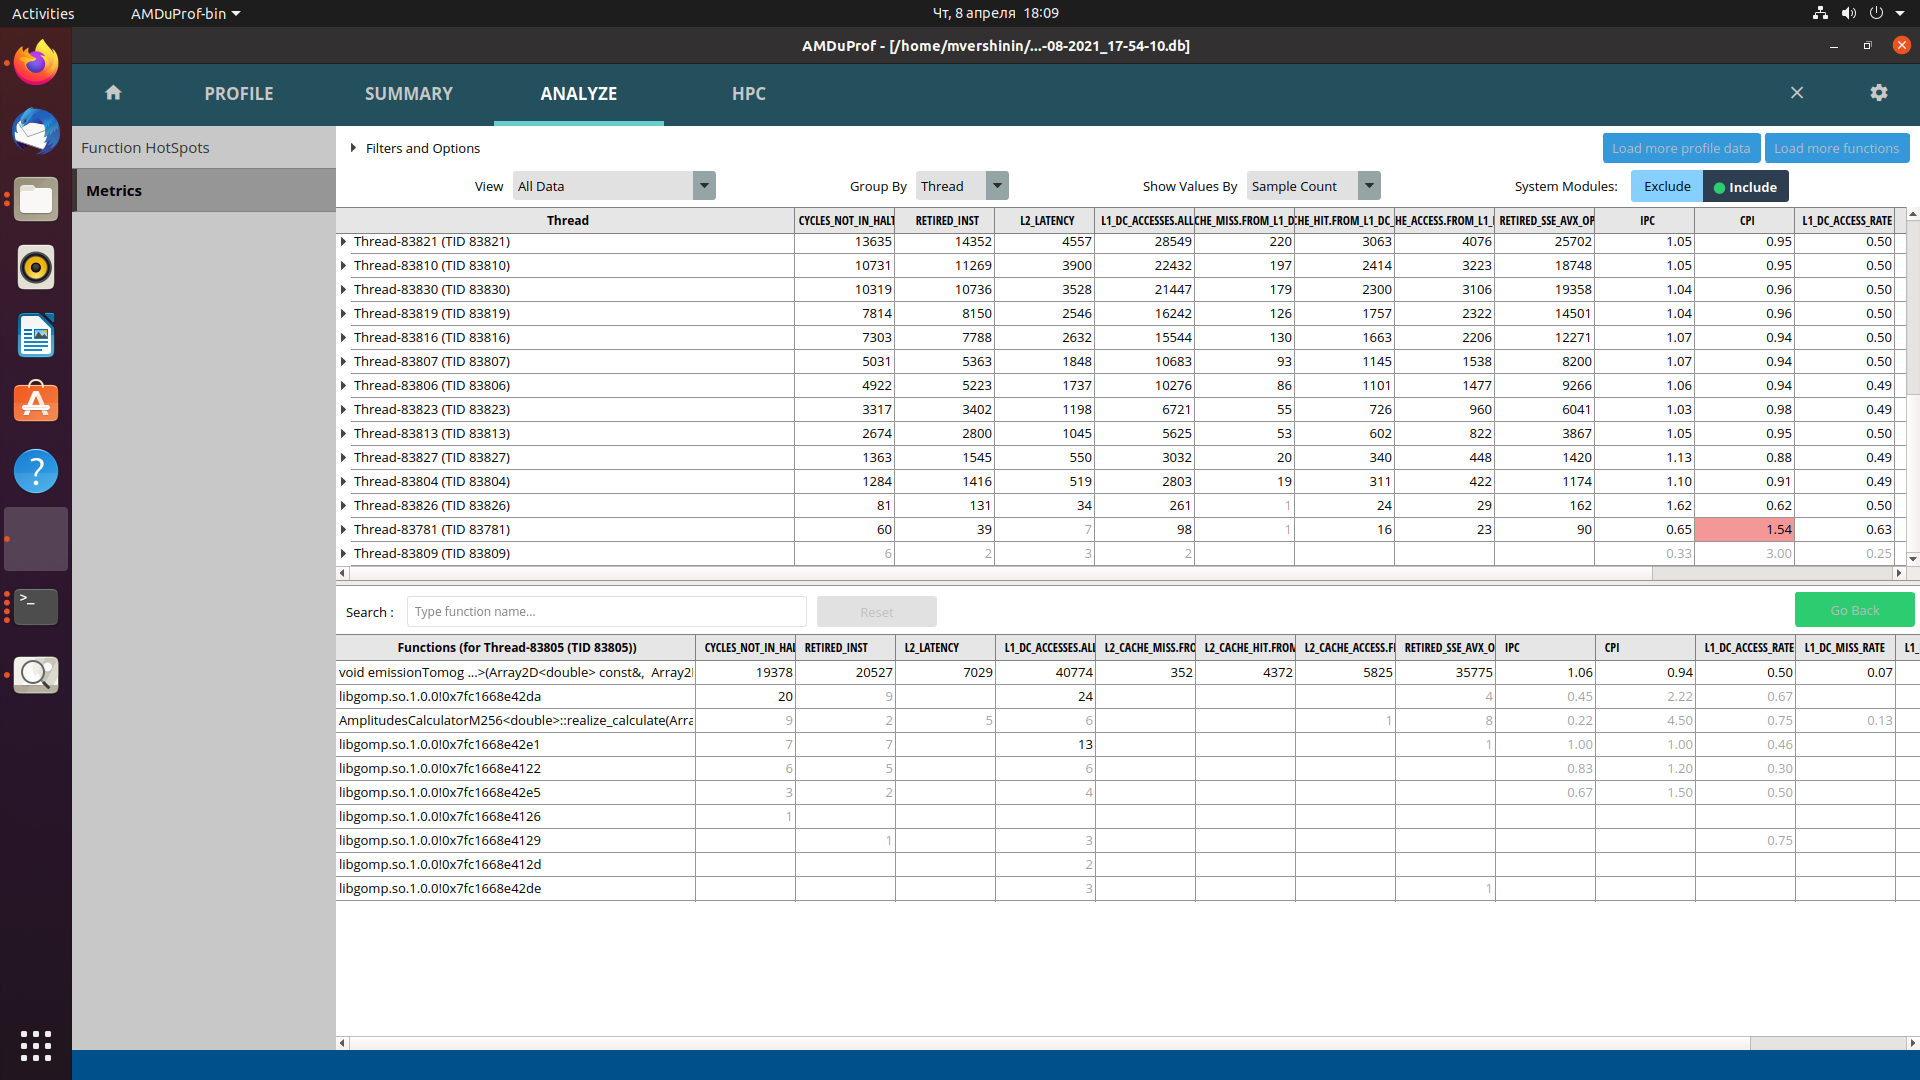 Activities AMDuProf-bin Чт, 8 апреля 18:09
AMDuProf - [/home/mvershinin/...-08-2021_17-54-10.db]
PROFILE SUMMARY ANALYZE HPC
Function HotSpots
Metrics
Filters and Options Load more profile data Load more functions
View All Data Group By Thread Show Values By Sample Count System Modules: Exclude Include
Thread CYCLES_NOT_IN_HALT RETIRED_INST L2_LATENCY L1_DC_ACCESSES.ALL CHE_MISS.FROM_L1_D CHE_HIT.FROM_L1_DC_ HE_ACCESS.FROM_L1_ RETIRED_SSE_AVX_OP IPC CPI L1_DC_ACCESS_RATE
Thread-83821 (TID 83821) 13635 14352 4557 28549 220 3063 4076 25702 1.05 0.95 0.50
Thread-83810 (TID 83810) 10731 11269 3900 22432 197 2414 3223 18748 1.05 0.95 0.50
Thread-83830 (TID 83830) 10319 10736 3528 21447 179 2300 3106 19358 1.04 0.96 0.50
Thread-83819 (TID 83819) 7814 8150 2546 16242 126 1757 2322 14501 1.04 0.96 0.50
Thread-83816 (TID 83816) 7303 7788 2632 15544 130 1663 2206 12271 1.07 0.94 0.50
Thread-83807 (TID 83807) 5031 5363 1848 10683 93 1145 1538 8200 1.07 0.94 0.50
Thread-83806 (TID 83806) 4922 5223 1737 10276 86 1101 1477 9266 1.06 0.94 0.49
Thread-83823 (TID 83823) 3317 3402 1198 6721 55 726 960 6041 1.03 0.98 0.49
Thread-83813 (TID 83813) 2674 2800 1045 5625 53 602 822 3867 1.05 0.95 0.50
Thread-83827 (TID 83827) 1363 1545 550 3032 20 340 448 1420 1.13 0.88 0.49
Thread-83804 (TID 83804) 1284 1416 519 2803 19 311 422 1174 1.10 0.91 0.49
Thread-83826 (TID 83826) 81 131 34 261 1 24 29 162 1.62 0.62 0.50
Thread-83781 (TID 83781) 60 39 7 98 1 16 23 90 0.65 1.54 0.63
Thread-83809 (TID 83809) 6 2 3 2 0.33 3.00 0.25
Search : Type function name... Reset Go Back
Functions (for Thread-83805 (TID 83805)) CYCLES_NOT_IN_HAL RETIRED_INST L2_LATENCY L1_DC_ACCESSES.ALL L2_CACHE_MISS.FRO L2_CACHE_HIT.FROM L2_CACHE_ACCESS.F RETIRED_SSE_AVX_O IPC CPI L1_DC_ACCESS_RATE L1_DC_MISS_RATE L1_
void emissionTomog ...>(Array2D<double> const&, Array2 19378 20527 7029 40774 352 4372 5825 35775 1.06 0.94 0.50 0.07
libgomp.so.1.0.0!0x7fc1668e42da 20 9 24 4 0.45 2.22 0.67
AmplitudesCalculatorM256<double>::realize_calculate(Arra 9 2 5 6 1 8 0.22 4.50 0.75 0.13
libgomp.so.1.0.0!0x7fc1668e42e1 7 7 13 1 1.00 1.00 0.46
libgomp.so.1.0.0!0x7fc1668e4122 6 5 6 0.83 1.20 0.30
libgomp.so.1.0.0!0x7fc1668e42e5 3 2 4 0.67 1.50 0.50
libgomp.so.1.0.0!0x7fc1668e4126 1
libgomp.so.1.0.0!0x7fc1668e4129 1 3 0.75
libgomp.so.1.0.0!0x7fc1668e412d 2
libgomp.so.1.0.0!0x7fc1668e42de 3 1